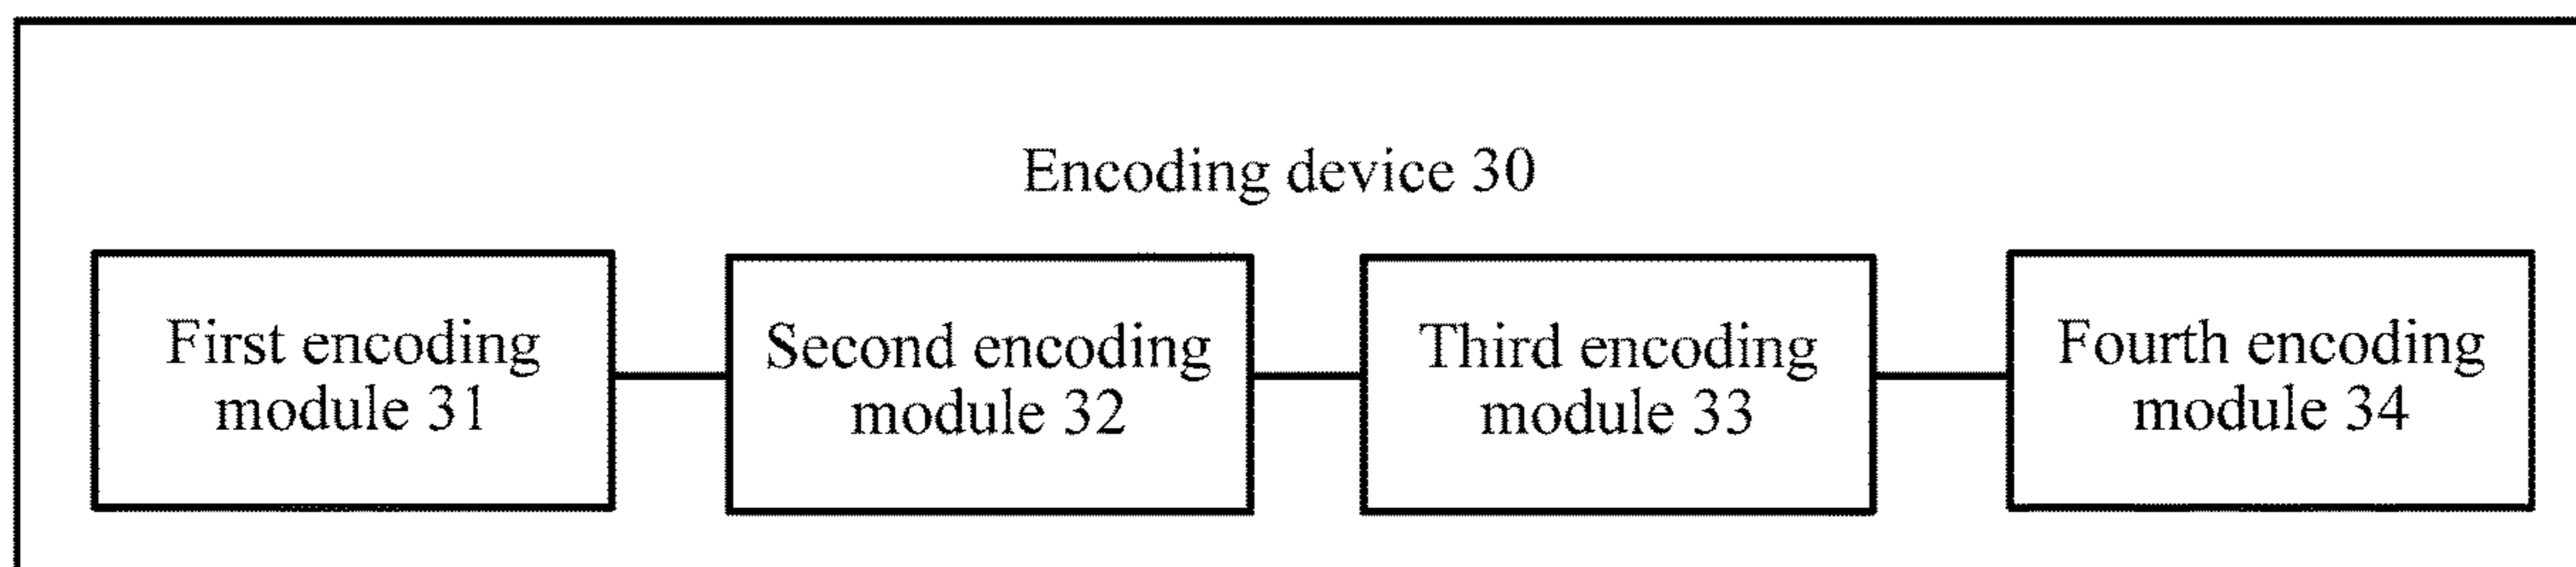 Encoding device 30
First encoding
module 31
Second encoding
module 32
Third encoding
module 33
Fourth encoding
module 34